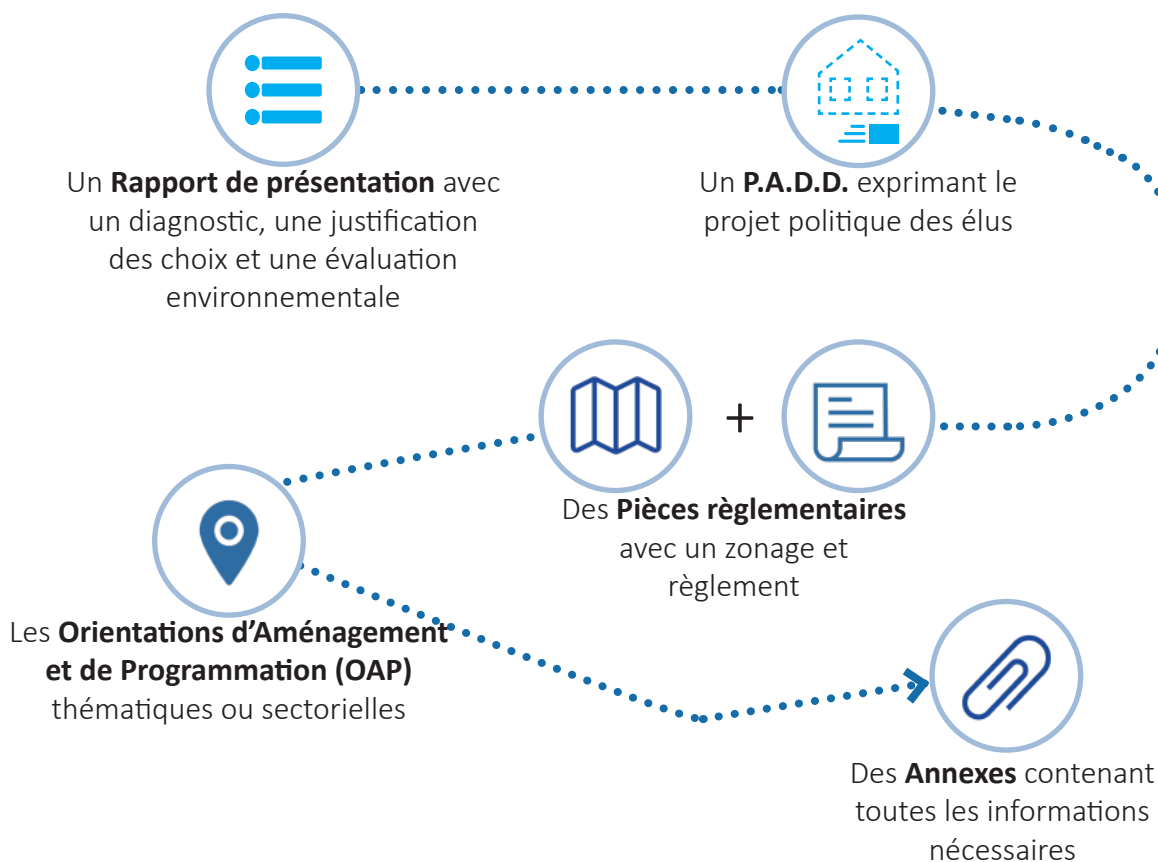 Un Rapport de présentation avec
un diagnostic, une justification
des choix et une évaluation
environnementale
Un P.A.D.D. exprimant le
projet politique des élus
+
Des Pièces règlementaires
avec un zonage et
règlement
Les Orientations d'Aménagement
et de Programmation (OAP)
thématiques ou sectorielles
Des Annexes contenant
toutes les informations
nécessaires